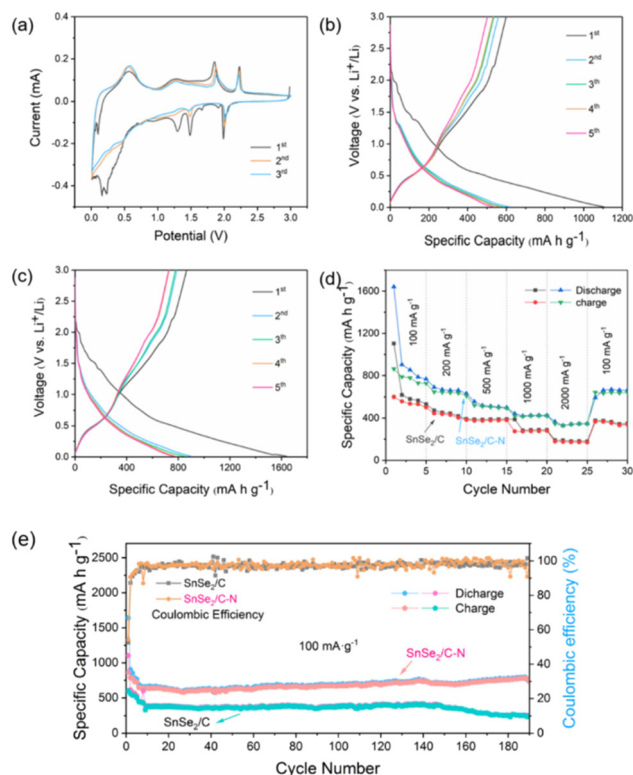 (a)
0.4
0.2
0.0
-0.2
-0.4
Current (mA)
1st
2nd
3rd
0.0 0.5 1.0 1.5 2.0 2.5 3.0
Potential (V)
(b)
3.0
2.5
2.0
1.5
1.0
0.5
0.0
Voltage (V vs. Li+/Li)
1st
2nd
3th
4th
5th
0 200 400 600 800 1000 1200
Specific Capacity (mA h g-1)
(c)
3.0
2.5
2.0
1.5
1.0
0.5
0.0
Voltage (V vs. Li+/Li)
1st
2nd
3th
4th
5th
0 400 800 1200 1600
Specific Capacity (mA h g-1)
(d)
1600
1200
800
400
0
Specific Capacity (mA h g-1)
Discharge
charge
100 mA g-1
200 mA g-1
500 mA g-1
1000 mA g-1
2000 mA g-1
100 mA g-1
SnSe2/C
SnSe2/C-N
0 5 10 15 20 25 30
Cycle Number
(e)
2500
2000
1500
1250
1000
750
500
250
0
Specific Capacity (mA h g-1)
SnSe2/C
SnSe2/C-N
Coulombic Efficiency
Dicharge
Charge
100 mA·g-1
SnSe2/C-N
SnSe2/C
100
80
60
40
20
0
Coulombic efficiency (%)
0 20 40 60 80 100 120 140 160 180
Cycle Number